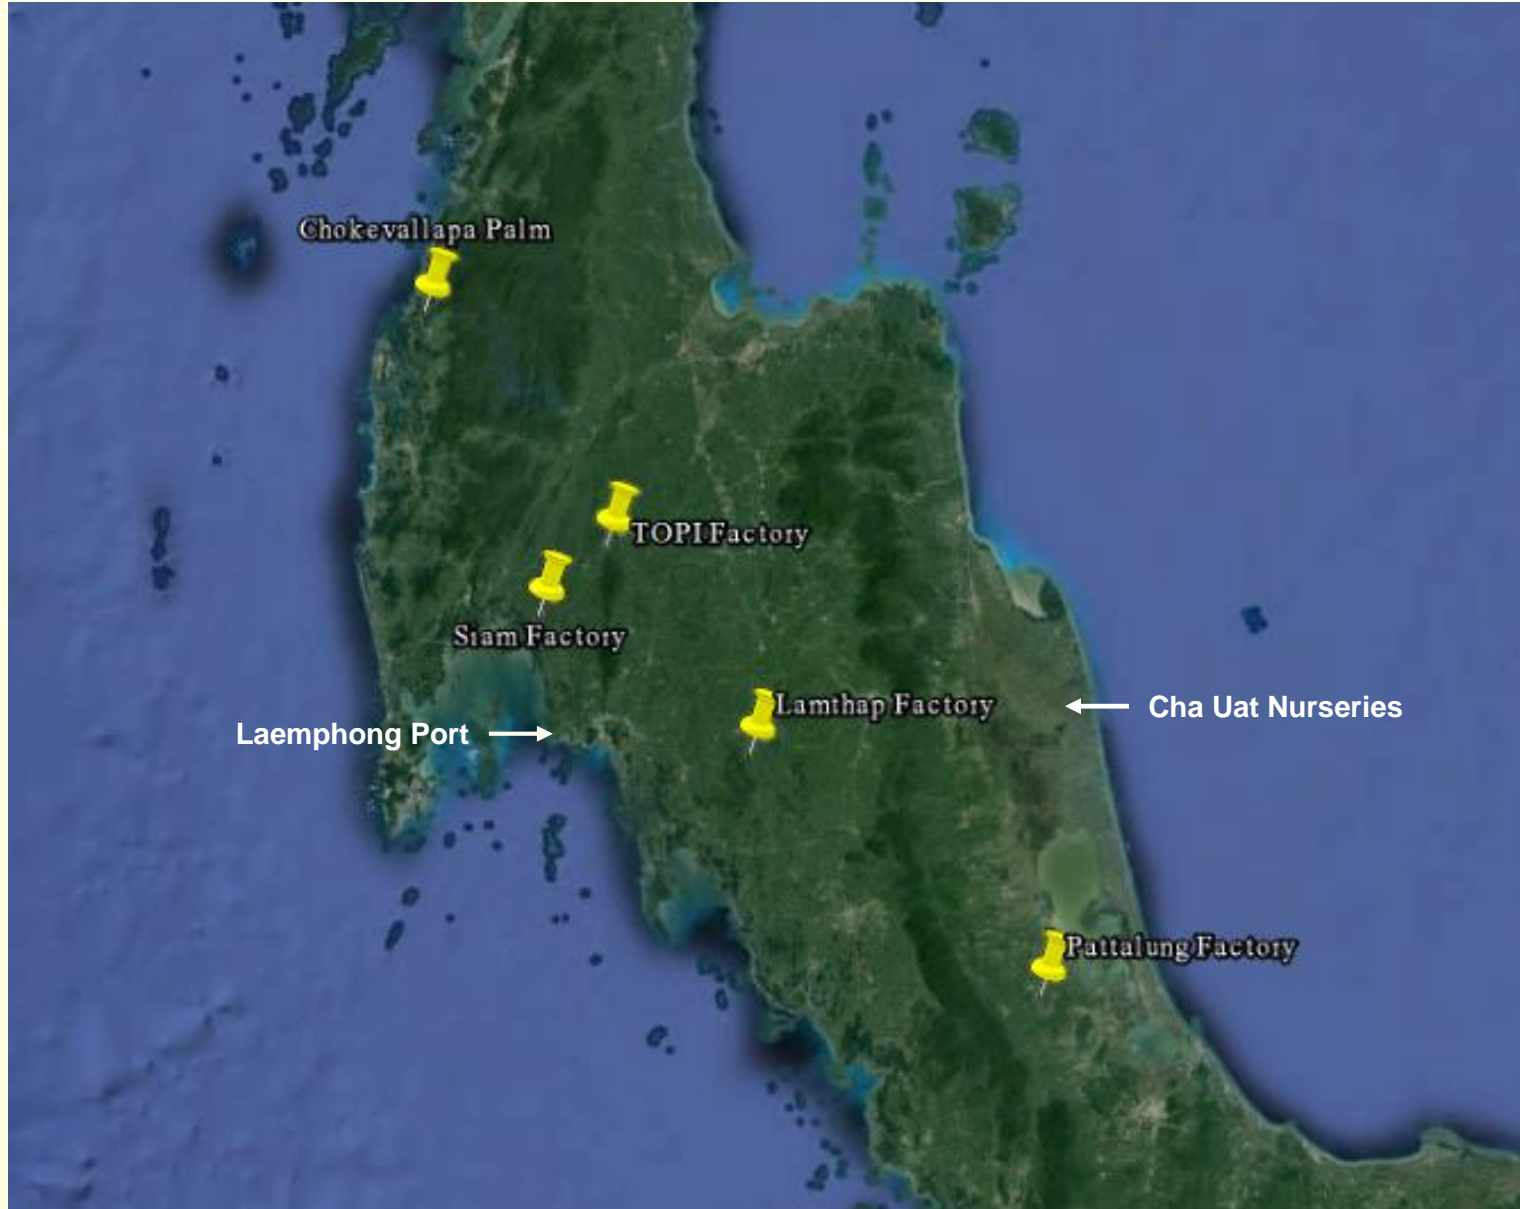 Chokevallapa Palm
TOPI Factory
Siam Factory
Lamthap Factory
Cha Uat Nurseries
Laemphong Port
Pattalung Factory